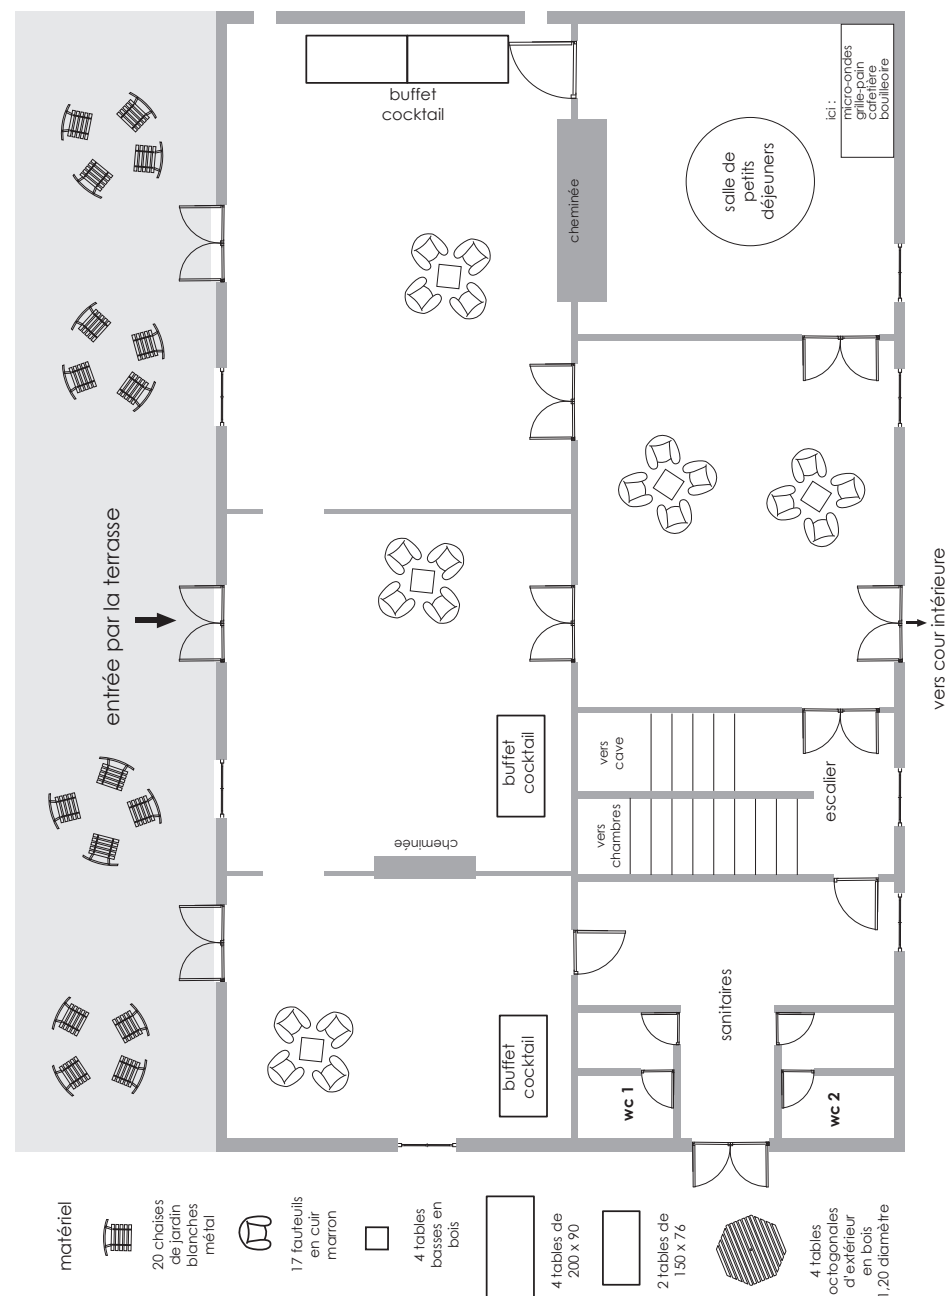 buffet
cocktail
ici :
micro-ondes
grille-pain
cafetière
bouilleoire
salle de
petits
déjeuners
cheminée
entrée par la terrasse
vers cour intérieure
buffet
cocktail
vers
cave
escalier
vers
chambres
cheminée
sanitaires
buffet
cocktail
wc 1
wc 2
matériel
20 chaises
de jardin
blanches
métal
17 fauteuils
en cuir
marron
4 tables
basses en
bois
4 tables de
200 x 90
2 tables de
150 x 76
4 tables
octogonales
d'extérieur
en bois
1,20 diamètre